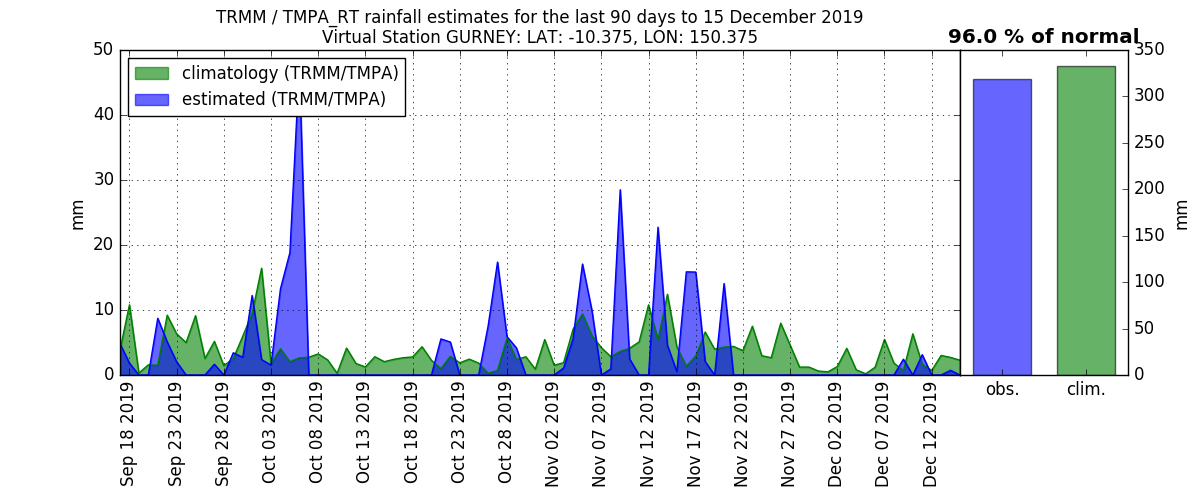 TRMM / TMPA_RT rainfall estimates for the last 90 days to 15 December 2019
Virtual Station GURNEY: LAT: -10.375, LON: 150.375
96.0 % of normal
climatology (TRMM/TMPA)
estimated (TRMM/TMPA)
50
40
30
20
10
0
mm
350
300
250
200
150
100
50
0
mm
Sep 18 2019
Sep 23 2019
Sep 28 2019
Oct 03 2019
Oct 08 2019
Oct 13 2019
Oct 18 2019
Oct 23 2019
Oct 28 2019
Nov 02 2019
Nov 07 2019
Nov 12 2019
Nov 17 2019
Nov 22 2019
Nov 27 2019
Dec 02 2019
Dec 07 2019
Dec 12 2019
obs.
clim.